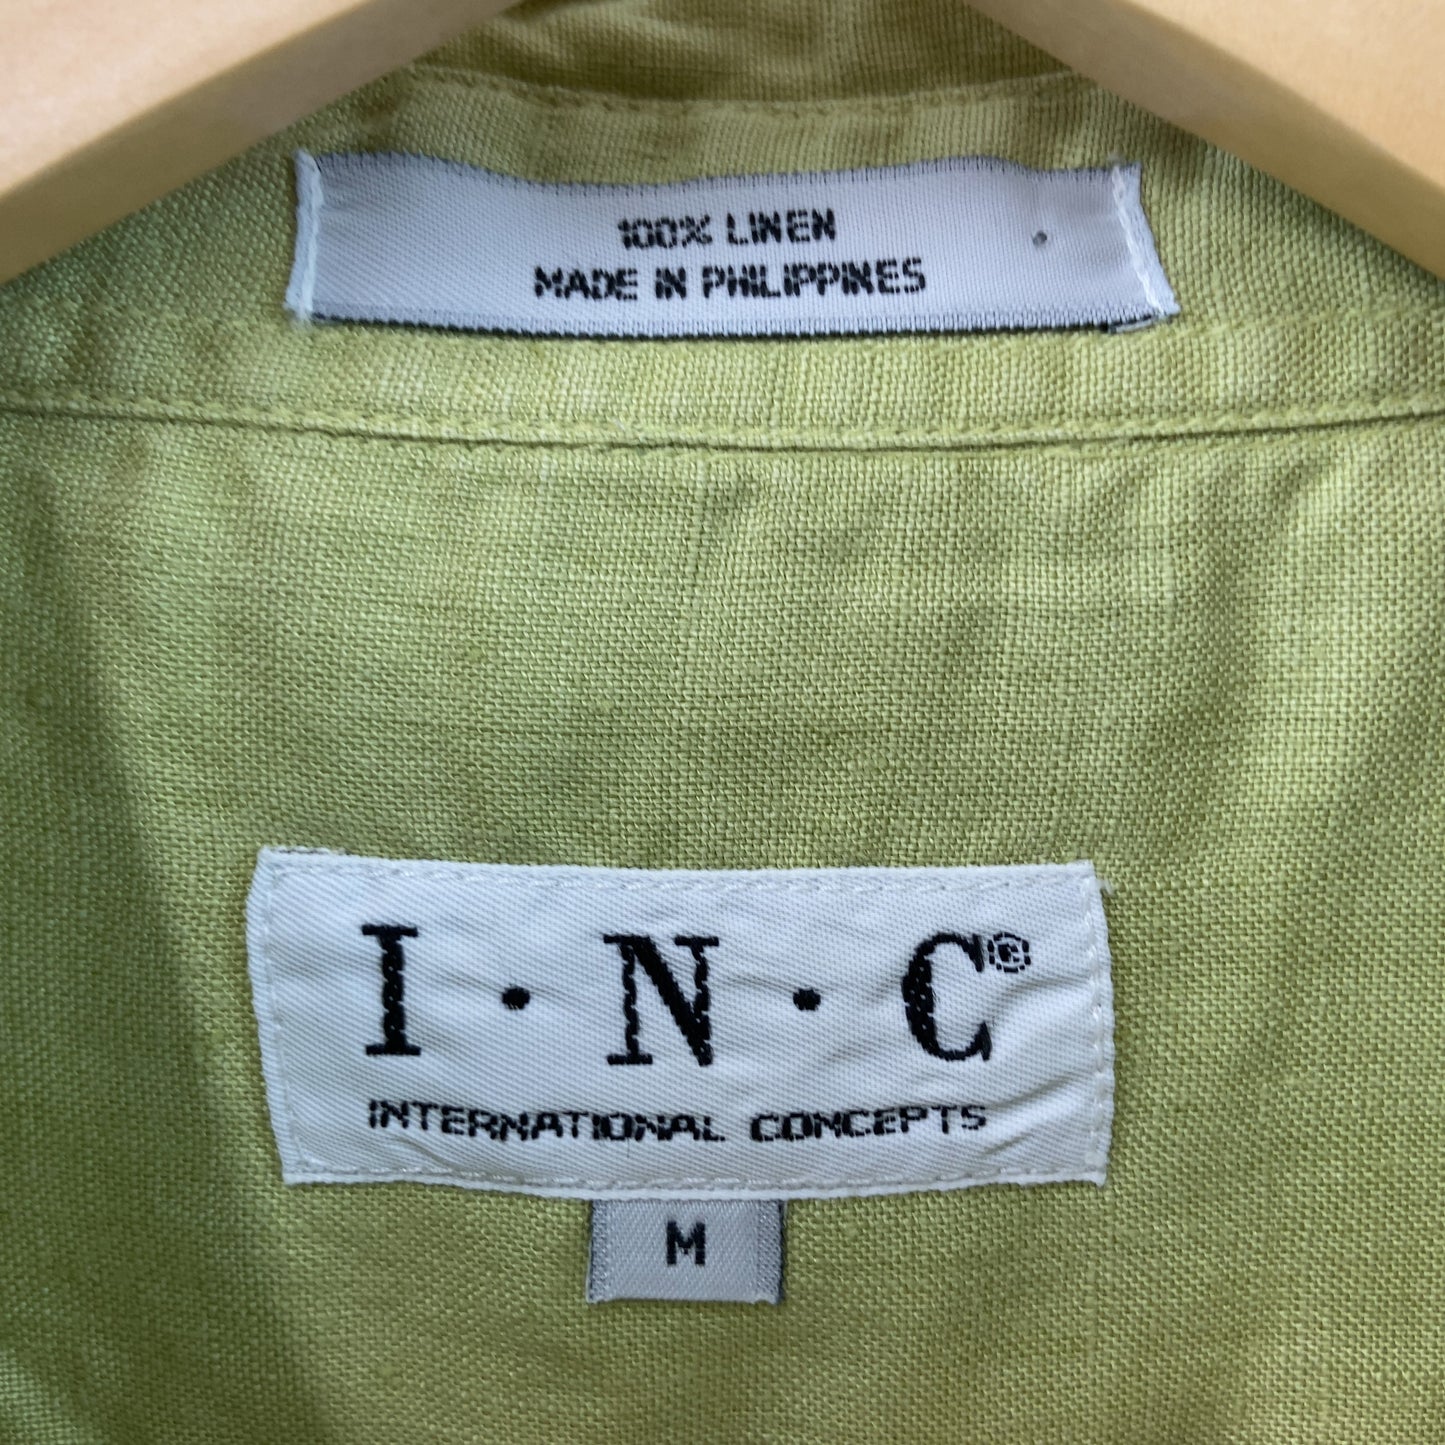 100% LINEN
MADE IN PHILIPPINES
I·N·C®
INTERNATIONAL CONCEPTS
M